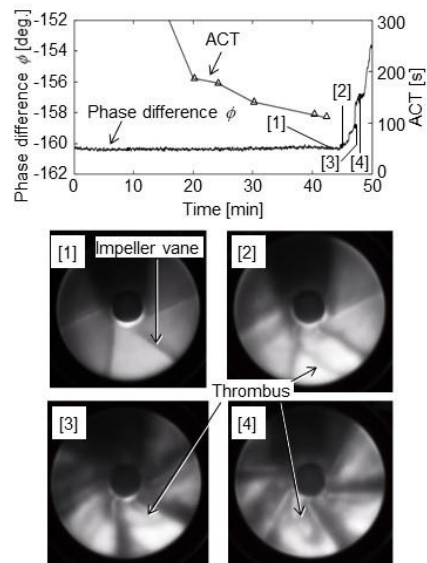 -152
-154
-156
-158
-160
-162
Phase difference ϕ [deg.]
300
200
100
0
ACT [s]
ACT
Phase difference ϕ
[1]
[2]
[3]
[4]
0 10 20 30 40 50
Time [min]
[1]
Impeller vane
[2]
Thrombus
[3]
[4]